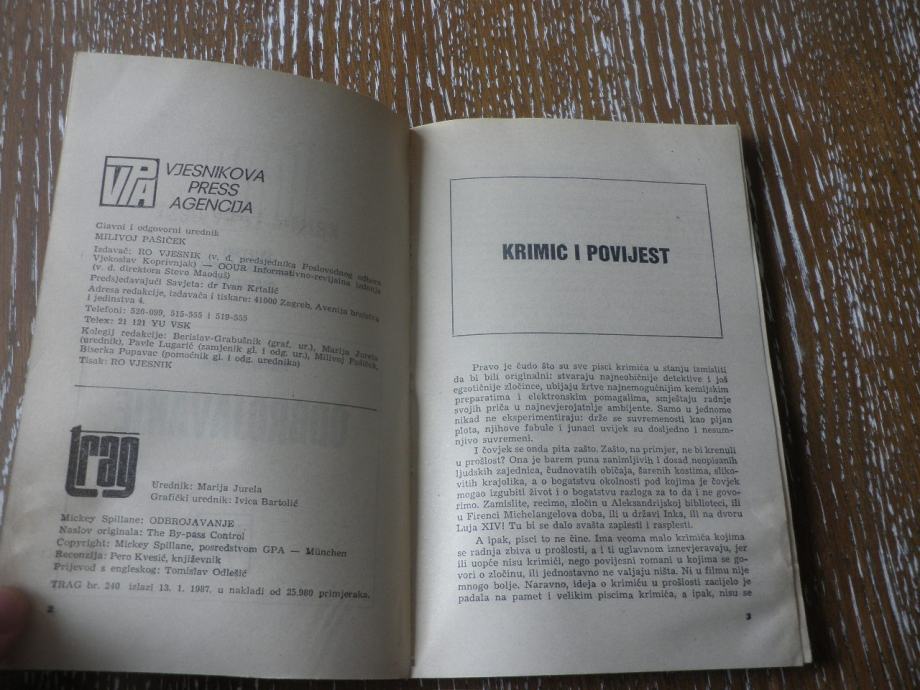 VPA
VJESNIKOVA
PRESS
AGENCIJA
Glavni i odgovorni urednik
MILIVOJ PAŠIČEK
Izdavač: RO VJESNIK (v. d. predsjednika Poslovodnog odbora
Vjekoslav Koprivnjak) — OOUR Informativno-revijalna izdanja
(v. d. direktora Stevo Maoduš)
Predsjedavajući Savjeta: dr Ivan Krtalić
Adresa redakcije, izdavača i tiskare: 41000 Zagreb, Avenija bratstva
i jedinstva 4.
Telefoni: 526-099, 515-555 i 519-555
Telex: 21 121 YU VSK
Kolegij redakcije: Berislav-Grabušnik (graf. ur.), Marija Jurela
(urednik), Pavle Lugarić (zamjenik gl. i odg. ur.), Milivoj Pašiček,
Biserka Pupavac (pomoćnik gl. i odg. urednika)
Tisak: RO VJESNIK
trag
Urednik: Marija Jurela
Grafički urednik: Ivica Bartolić
Mickey Spillane: ODBROJAVANJE
Naslov originala: The By-pass Control
Copyright: Mickey Spillane, posredstvom GPA — München
Recenzija: Pero Kvesić, književnik
Prijevod s engleskog: Tomislav Odlešić
TRAG br. 240 izlazi 13. 1. 1987. u nakladi od 25.980 primjeraka.
2
KRIMIC I POVIJEST
Pravo je čudo što su sve pisci krimića u stanju izmisliti
da bi bili originalni: stvaraju najneobičnije detektive i još
egzotičnije zločince, ubijaju žrtve najnemogućnijim kemijskim
preparatima i elektronskim pomagalima, smještaju radnje
svojih priča u najnevjerojatnije ambijente. Samo u jednome
nikad ne eksperimentiraju: drže se suvremenosti kao pijan
plota, njihove fabule i junaci uvijek su dosljedno i nesum-
njivo suvremeni.
I čovjek se onda pita zašto. Zašto, na primjer, ne bi krenuli
u prošlost? Ona je barem puna zanimljivih i dosad neopisanih
ljudskih zajednica, čudnovatih običaja, šarenih kostima, sliko-
vitih krajolika, a o bogatstvu okolnosti pod kojima je čovjek
mogao izgubiti život i o bogatstvu razloga za to da i ne govo-
rimo. Zamislite, recimo, zločin u Aleksandrijskoj biblioteci, ili
u Firenci Michelangelova doba, ili u državi Inka, ili na dvoru
Luja XIV! Tu bi se dalo svašta zaplesti i rasplesti.
A ipak, pisci to ne čine. Ima veoma malo krimića kojima
se radnja zbiva u prošlosti, a i ti uglavnom iznevjeravaju, jer
ili uopće nisu krimići, nego povijesni romani u kojima se go-
vori o zločinu, ili jednostavno ne valjaju ništa. Ni u filmu nije
mnogo bolje. Naravno, ideja o krimiću u prošlosti zacijelo je
padala na pamet i velikim piscima krimića, a ipak, nisu se
3